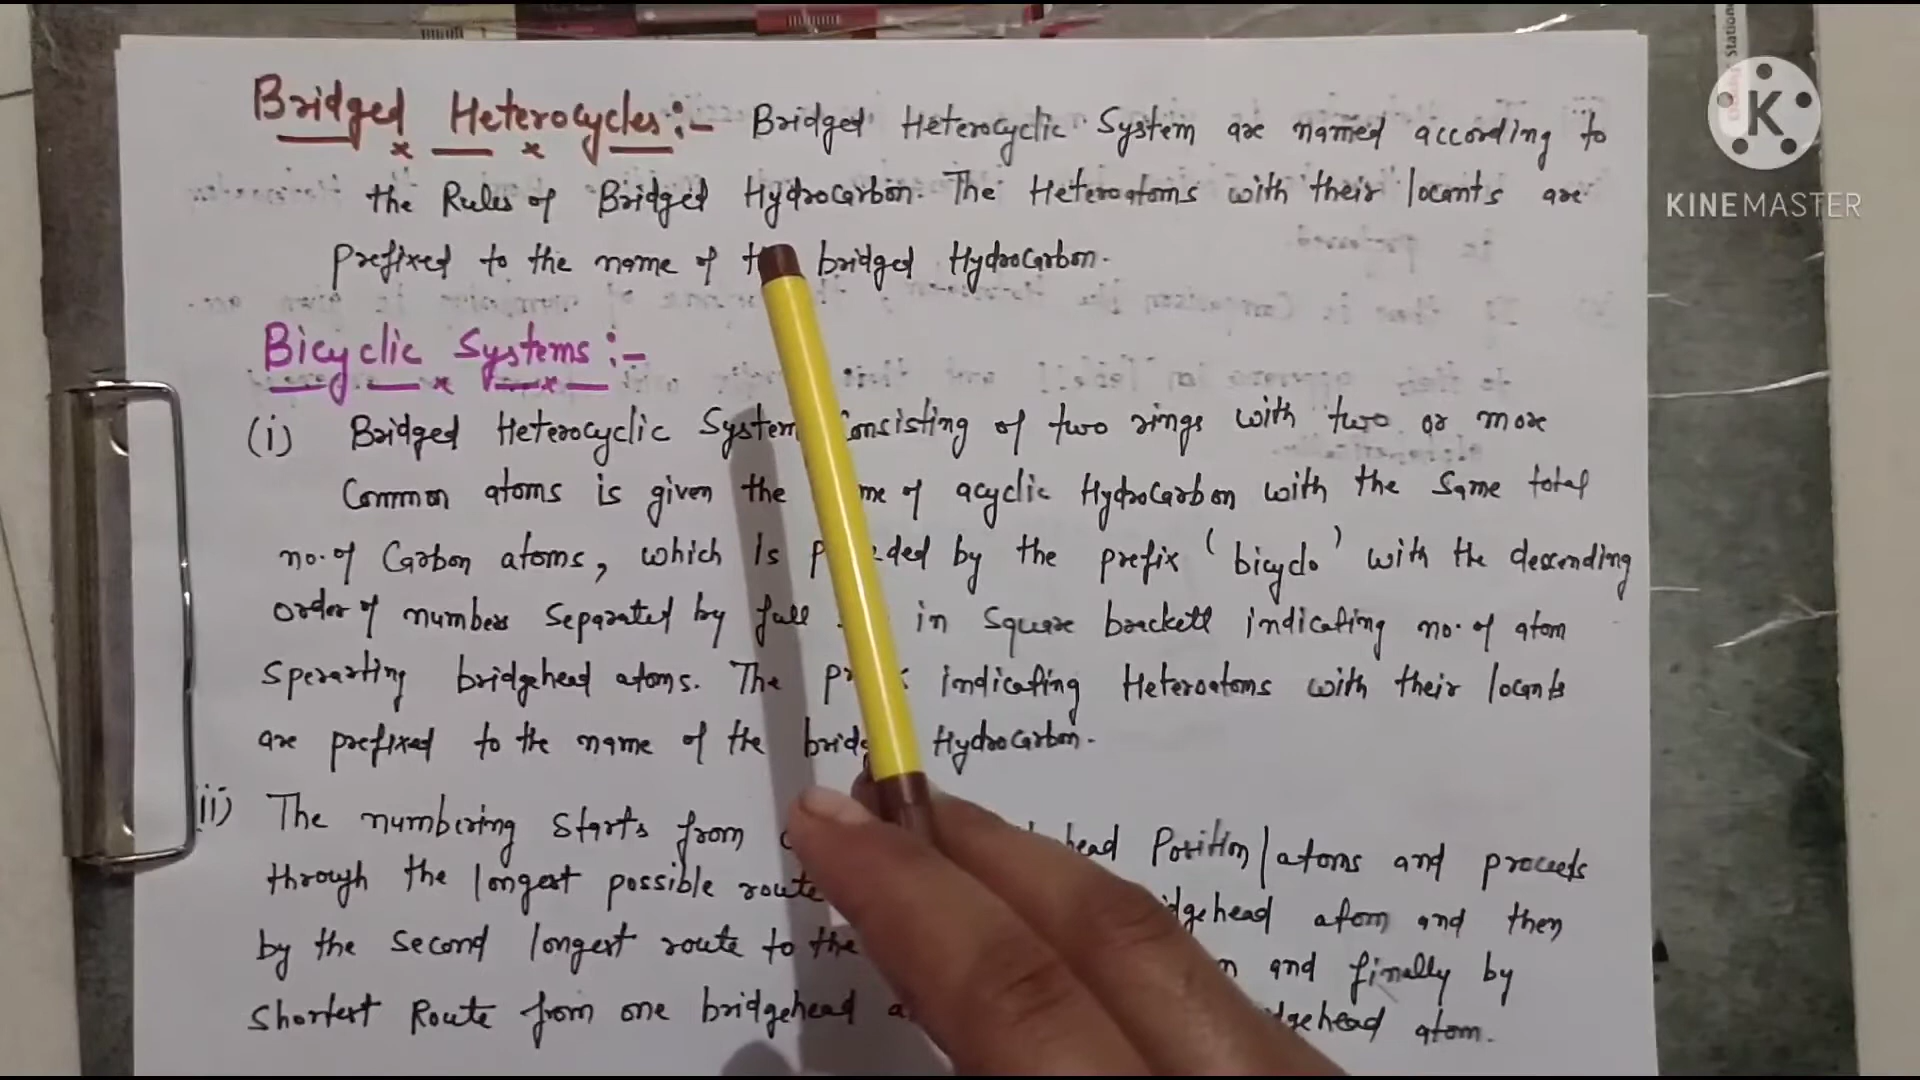 Bridged Heterocycles:- Bridged Heterocyclic System are named according to
the Rules of Bridged Hydrocarbon. The Heteroatoms with their locants are
prefixed to the name of bridged Hydrocarbon.
Bicyclic Systems:-
(i) Bridged Heterocyclic System of two rings with two or more
Common atoms is given the of acyclic Hydrocarbon with the same total
no. of Carbon atoms, which is by the prefix 'bicyclo' with the descending
order of numbers separated by full in square brackett indicating no. of atom
sperarting bridgehead atoms. The indicating Heteroatoms with their locants
are prefixed to the name of the Hydrocarbon.
ii) The numbering starts from Position/atoms and proceeds
through the longest possible route atom and then
by the second longest route to the and finally by
shortest Route from one bridgehead atom.
K
KINEMASTER
Station